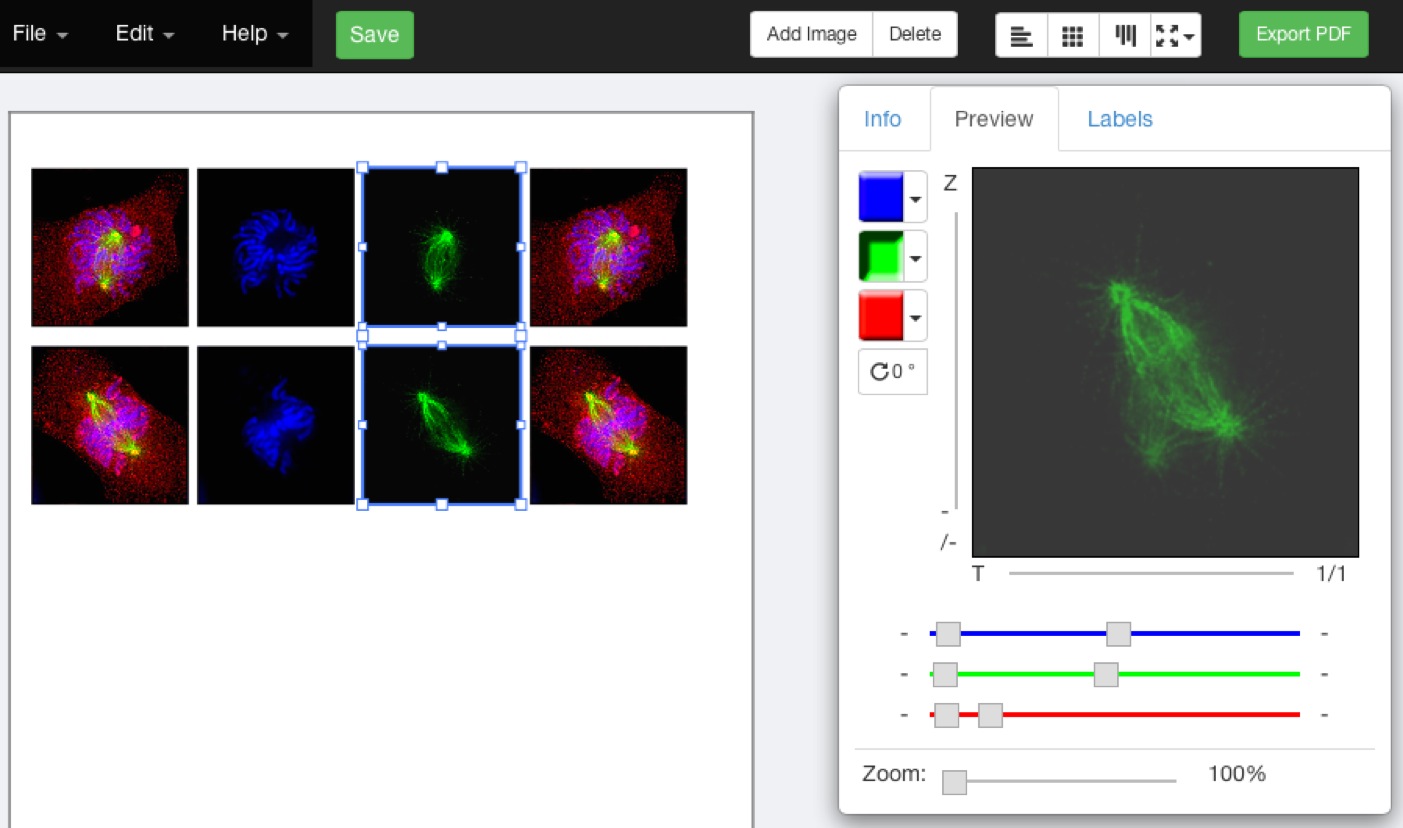 File Edit Help Save Add Image Delete Export PDF
Info Preview Labels
Z
0 °
-
/-
T 1/1
- -
- -
- -
Zoom: 100%